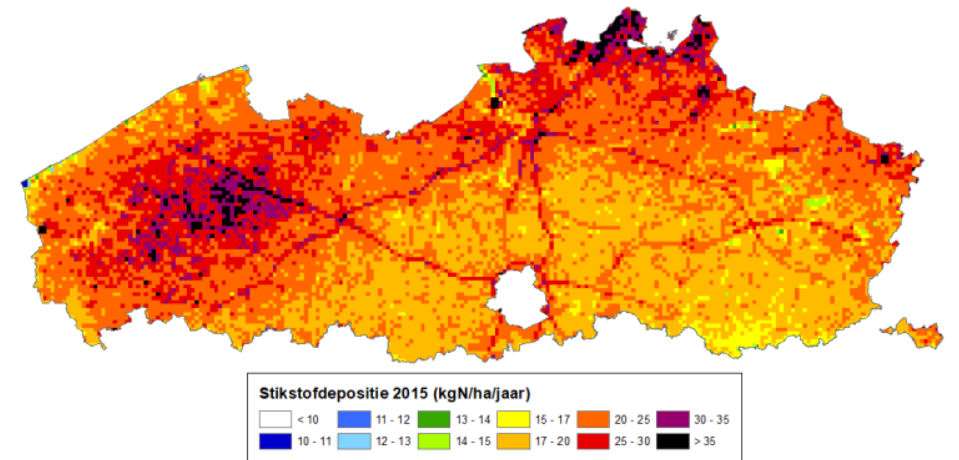 Stikstofdepositie 2015 (kgN/ha/jaar)
< 10 11 - 12 13 - 14 15 - 17 20 - 25 30 - 35
10 - 11 12 - 13 14 - 15 17 - 20 25 - 30 > 35